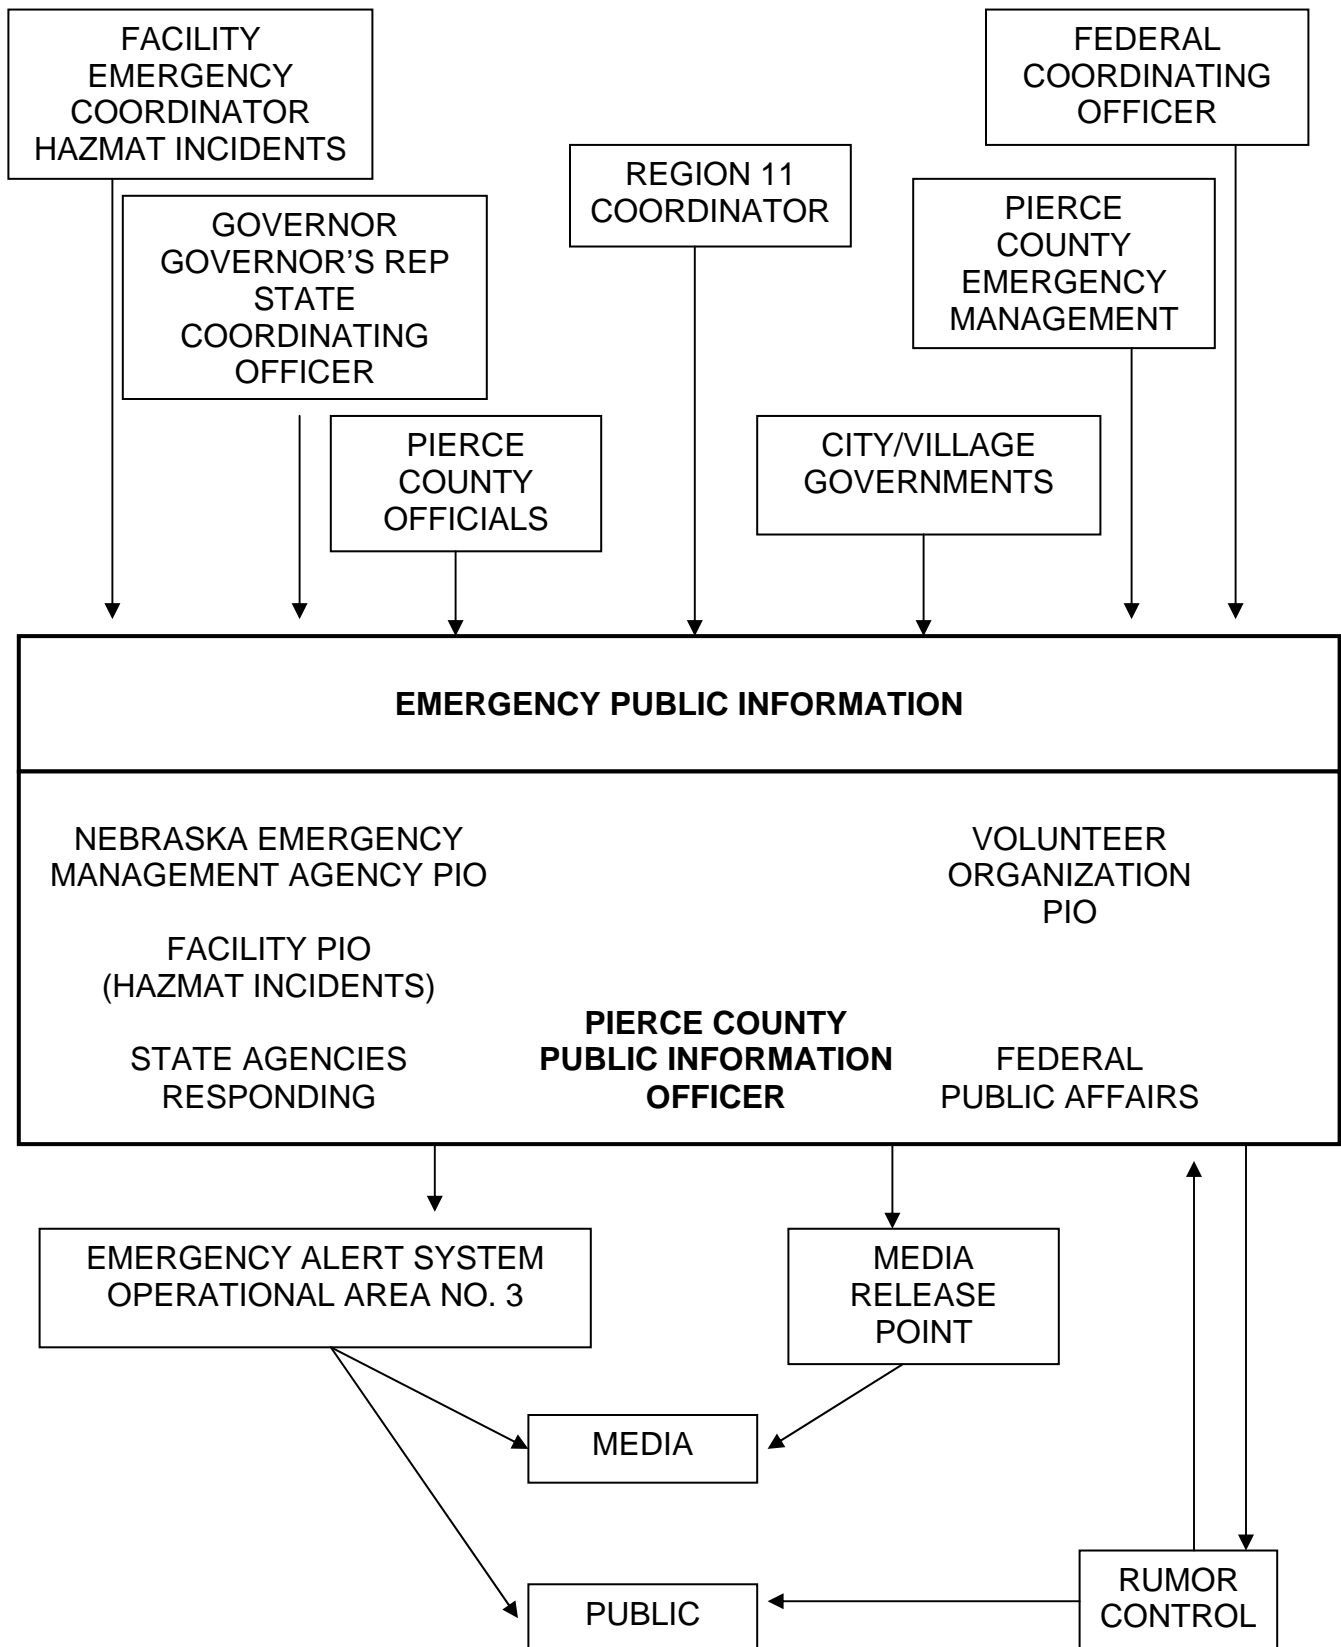 FACILITY
EMERGENCY
COORDINATOR
HAZMAT INCIDENTS
FEDERAL
COORDINATING
OFFICER
REGION 11
COORDINATOR
GOVERNOR
GOVERNOR’S REP
STATE
COORDINATING
OFFICER
PIERCE
COUNTY
EMERGENCY
MANAGEMENT
PIERCE
COUNTY
OFFICIALS
CITY/VILLAGE
GOVERNMENTS
EMERGENCY PUBLIC INFORMATION
NEBRASKA EMERGENCY
MANAGEMENT AGENCY PIO
VOLUNTEER
ORGANIZATION
PIO
FACILITY PIO
(HAZMAT INCIDENTS)
STATE AGENCIES
RESPONDING
PIERCE COUNTY
PUBLIC INFORMATION
OFFICER
FEDERAL
PUBLIC AFFAIRS
EMERGENCY ALERT SYSTEM
OPERATIONAL AREA NO. 3
MEDIA
RELEASE
POINT
MEDIA
PUBLIC
RUMOR
CONTROL